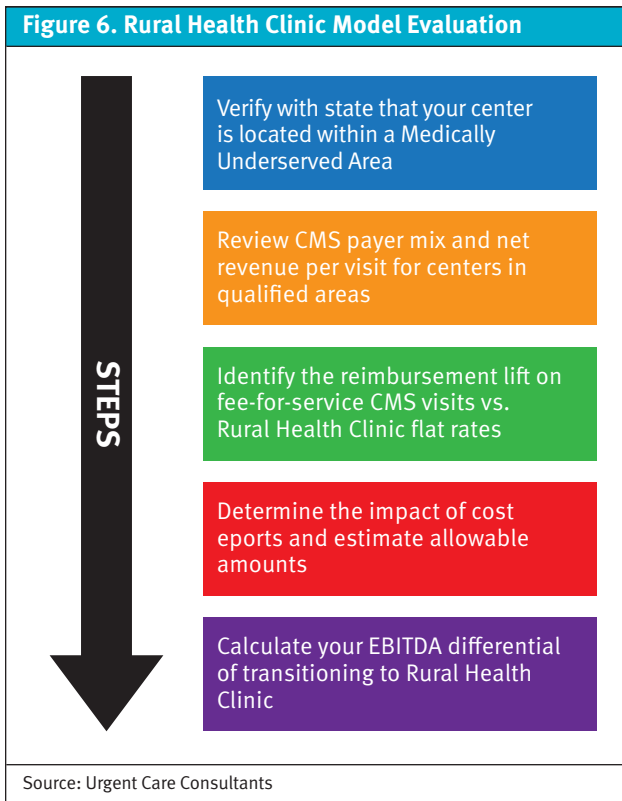 Figure 6. Rural Health Clinic Model Evaluation
STEPS
Verify with state that your center
is located within a Medically
Underserved Area
Review CMS payer mix and net
revenue per visit for centers in
qualified areas
Identify the reimbursement lift on
fee-for-service CMS visits vs.
Rural Health Clinic flat rates
Determine the impact of cost
eports and estimate allowable
amounts
Calculate your EBITDA differential
of transitioning to Rural Health
Clinic
Source: Urgent Care Consultants